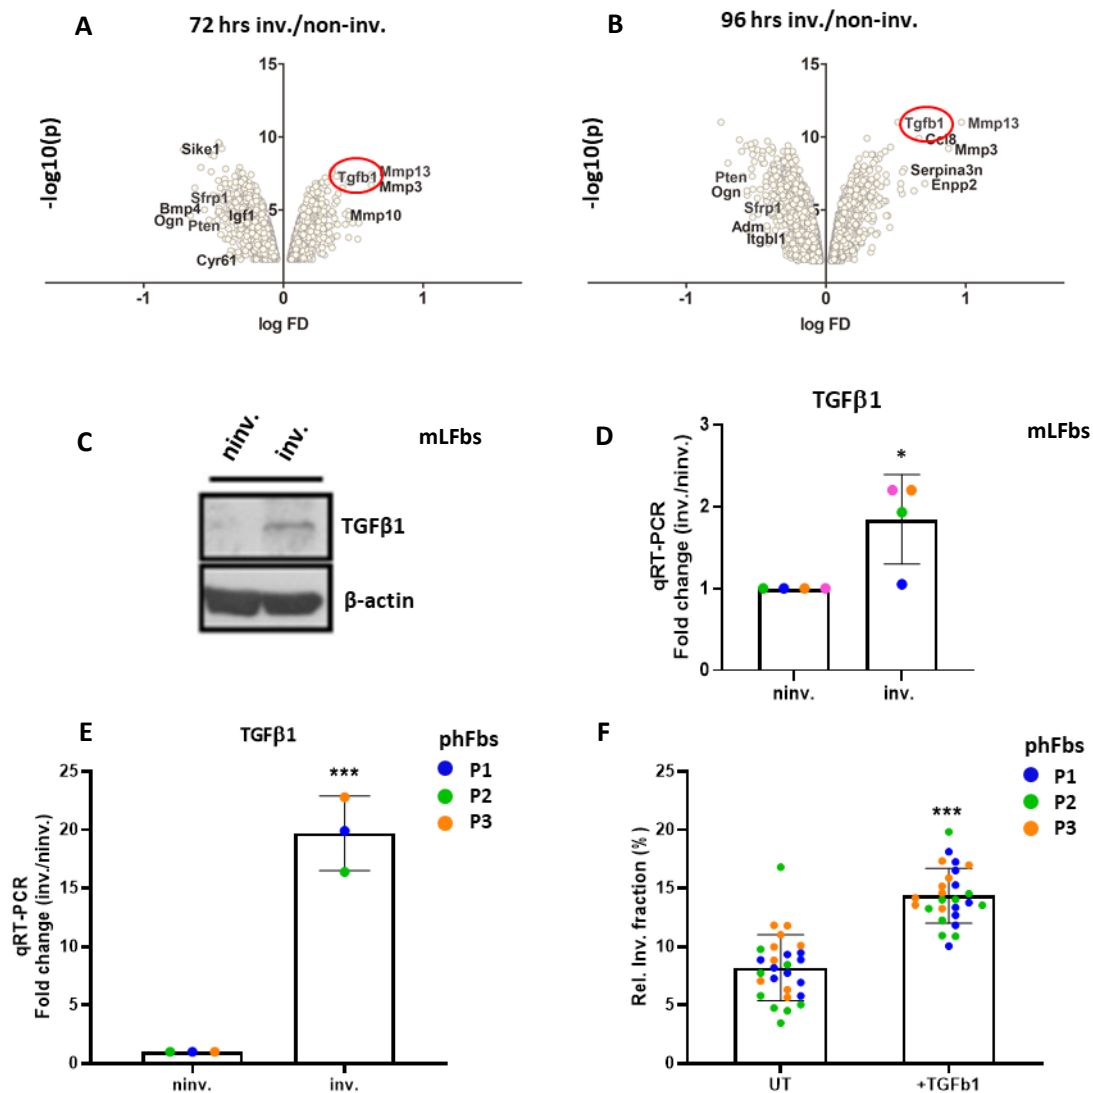 A
72 hrs inv./non-inv.
-log10(p)
15
10
5
Sike1
Sfrp1
Bmp4
Igf1
Ogn
Pten
Cyr61
Tgfb1
Mmp13
Mmp3
Mmp10
-1
0
1
log FD
B
96 hrs inv./non-inv.
-log10(p)
15
10
5
Tgfb1
Mmp13
Ccl8
Mmp3
Serpina3n
Enpp2
Pten
Ogn
Sfrp1
Adm
Itgbl1
-1
0
1
log FD
C
ninv.
inv.
mLFbs
TGFβ1
β-actin
D
TGFβ1
mLFbs
qRT-PCR
Fold change (inv./ninv.)
3
2
1
0
*
ninv.
inv.
E
TGFβ1
phFbs
P1
P2
P3
qRT-PCR
Fold change (inv./ninv.)
25
20
15
10
5
0
***
ninv.
inv.
F
phFbs
P1
P2
P3
Rel. Inv. fraction (%)
25
20
15
10
5
0
***
UT
+TGFb1